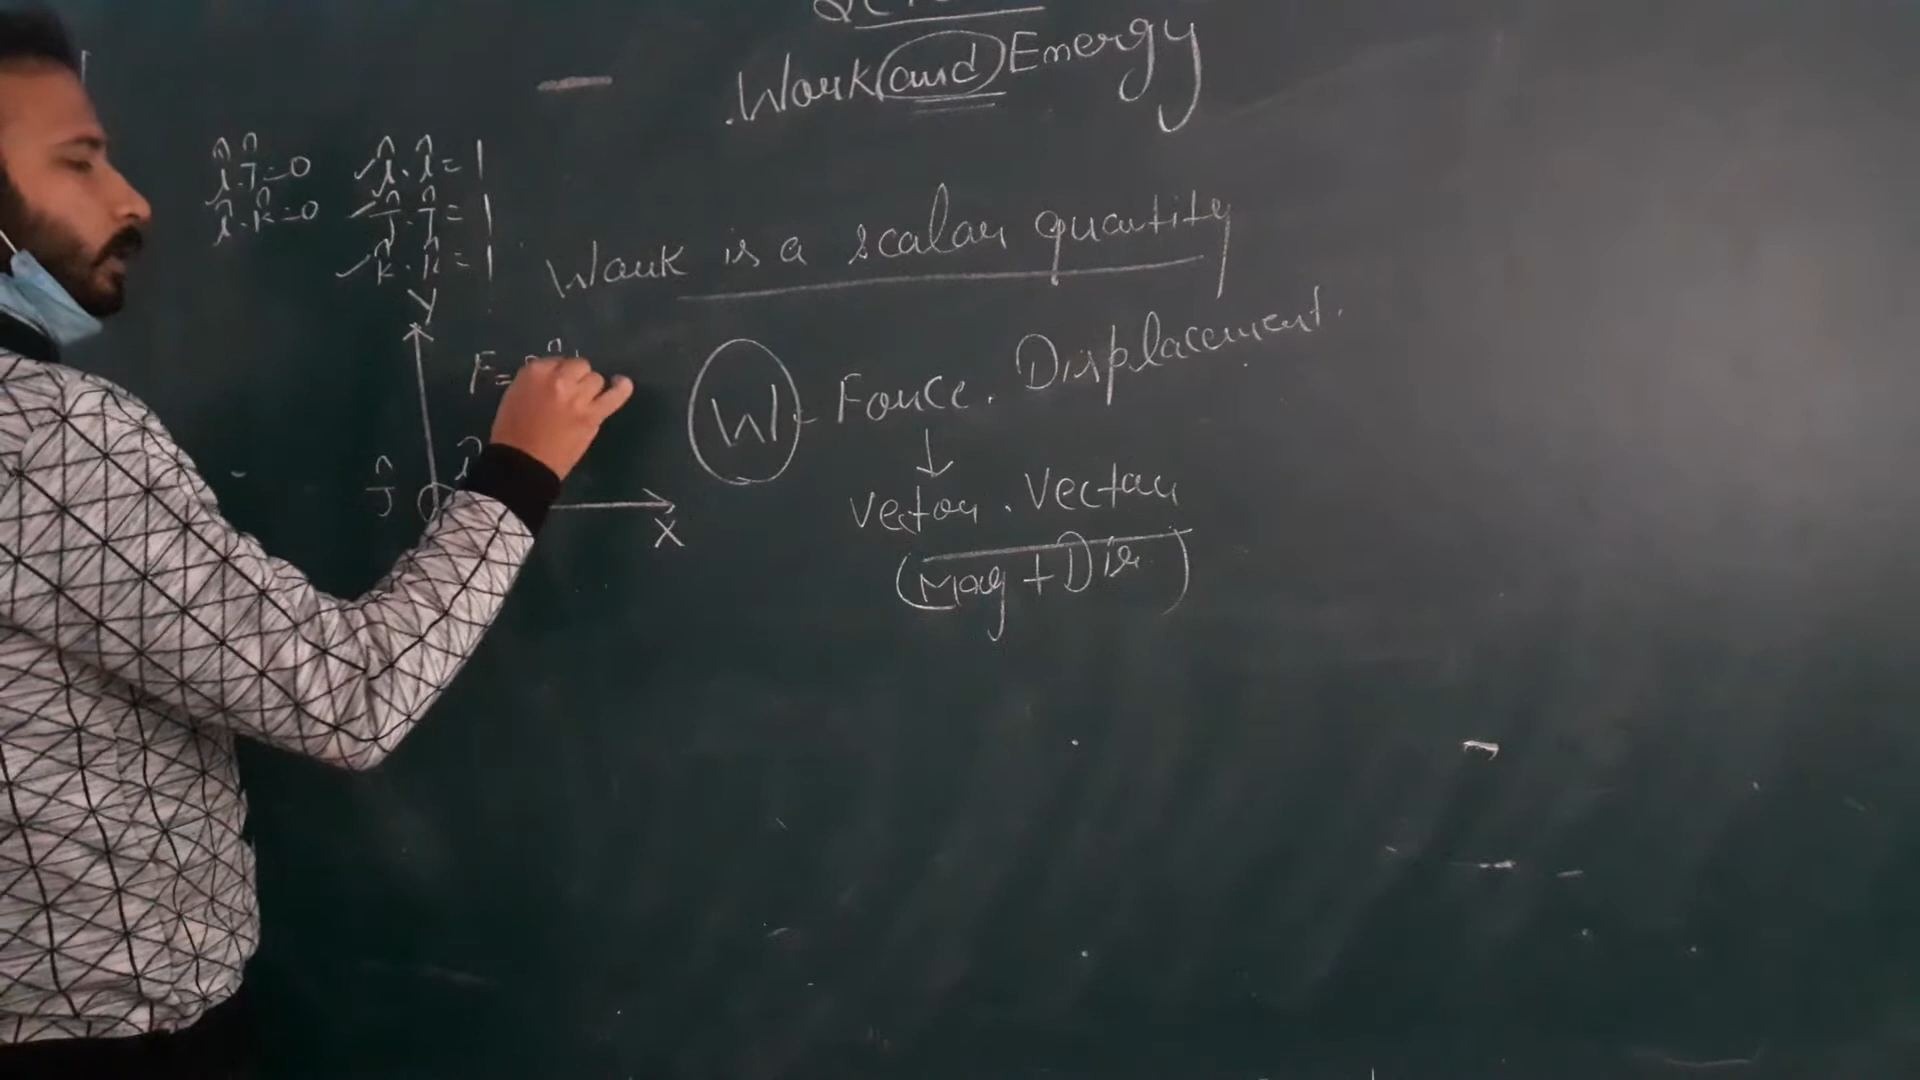 Work and Energy
î.ĵ=0 î.î=1
î.k̂=0 ĵ.ĵ=1
k̂.k̂=1
Work is a scalar quantity
Y
F=
W = Force. Displacement.
î
ĵ
X
Vector. Vector
(Mag + Dir)